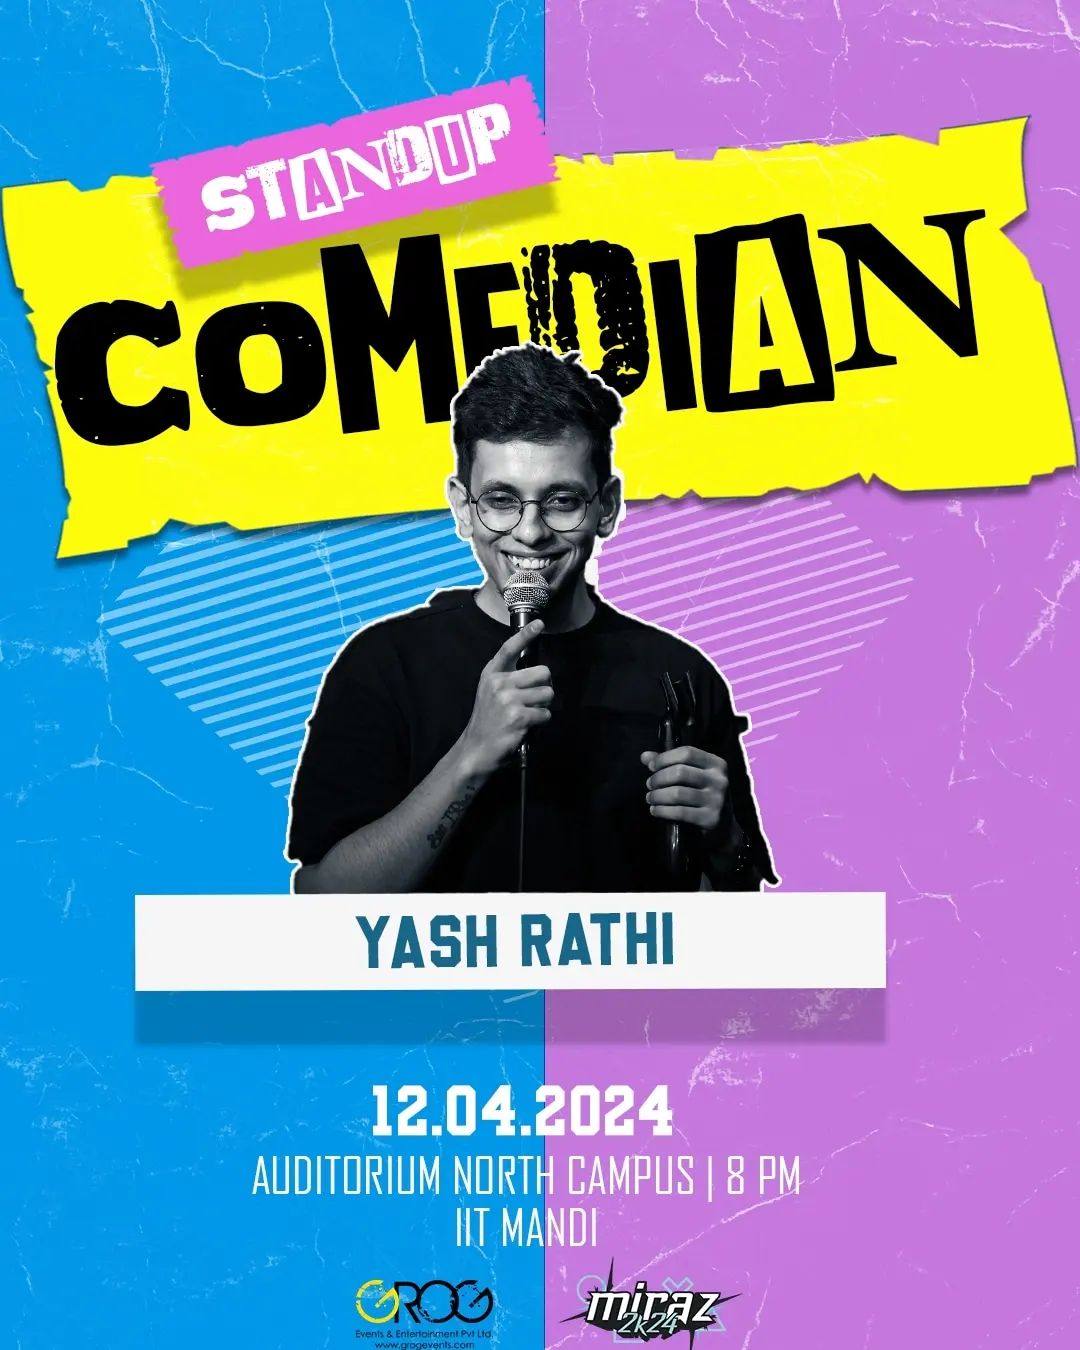 STANDUP
COMEDIAN
YASH RATHI
12.04.2024
AUDITORIUM NORTH CAMPUS | 8 PM
IIT MANDI
GROG
Events & Entertainment Pvt Ltd.
www.grogevents.com
miraz
2k24